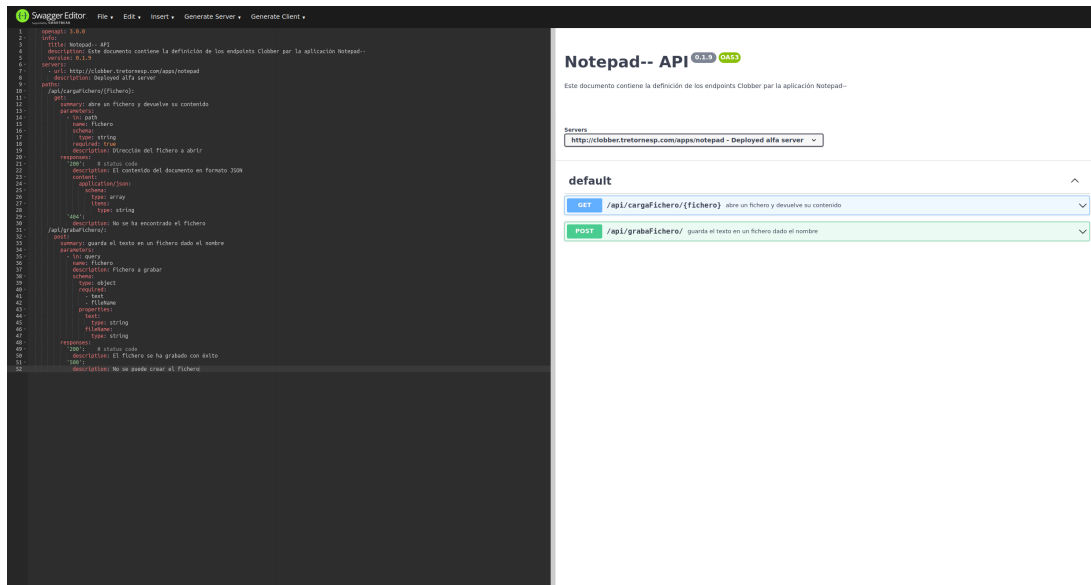 Swagger Editor.
Supported by SMARTBEAR
File
Edit
Insert
Generate Server
Generate Client
1 openapi: 3.0.0
2 info:
3 title: Notepad-- API
4 description: Este documento contiene la definición de los endpoints Clobber par la aplicación Notepad--
5 version: 0.1.9
6 servers:
7 - url: http://clobber.tretornesp.com/apps/notepad
8 description: Deployed alfa server
9 paths:
10 /api/cargaFichero/{fichero}:
11 get:
12 summary: abre un fichero y devuelve su contenido
13 parameters:
14 - in: path
15 name: fichero
16 schema:
17 type: string
18 required: true
19 description: Dirección del fichero a abrir
20 responses:
21 '200': # status code
22 description: El contenido del documento en formato JSON
23 content:
24 application/json:
25 schema:
26 type: array
27 items:
28 type: string
29 '404':
30 description: No se ha encontrado el fichero
31 /api/grabaFichero/:
32 post:
33 summary: guarda el texto en un fichero dado el nombre
34 parameters:
35 - in: query
36 name: fichero
37 description: Fichero a grabar
38 schema:
39 type: object
40 required:
41 - text
42 - fileName
43 properties:
44 text:
45 type: string
46 fileName:
47 type: string
48 responses:
49 '200': # status code
50 description: El fichero se ha grabado con éxito
51 '500':
52 description: No se puede crear el fichero
Notepad-- API 0.1.9 OAS3
Este documento contiene la definición de los endpoints Clobber par la aplicación Notepad--
Servers
http://clobber.tretornesp.com/apps/notepad - Deployed alfa server
default
GET /api/cargaFichero/{fichero} abre un fichero y devuelve su contenido
POST /api/grabaFichero/ guarda el texto en un fichero dado el nombre